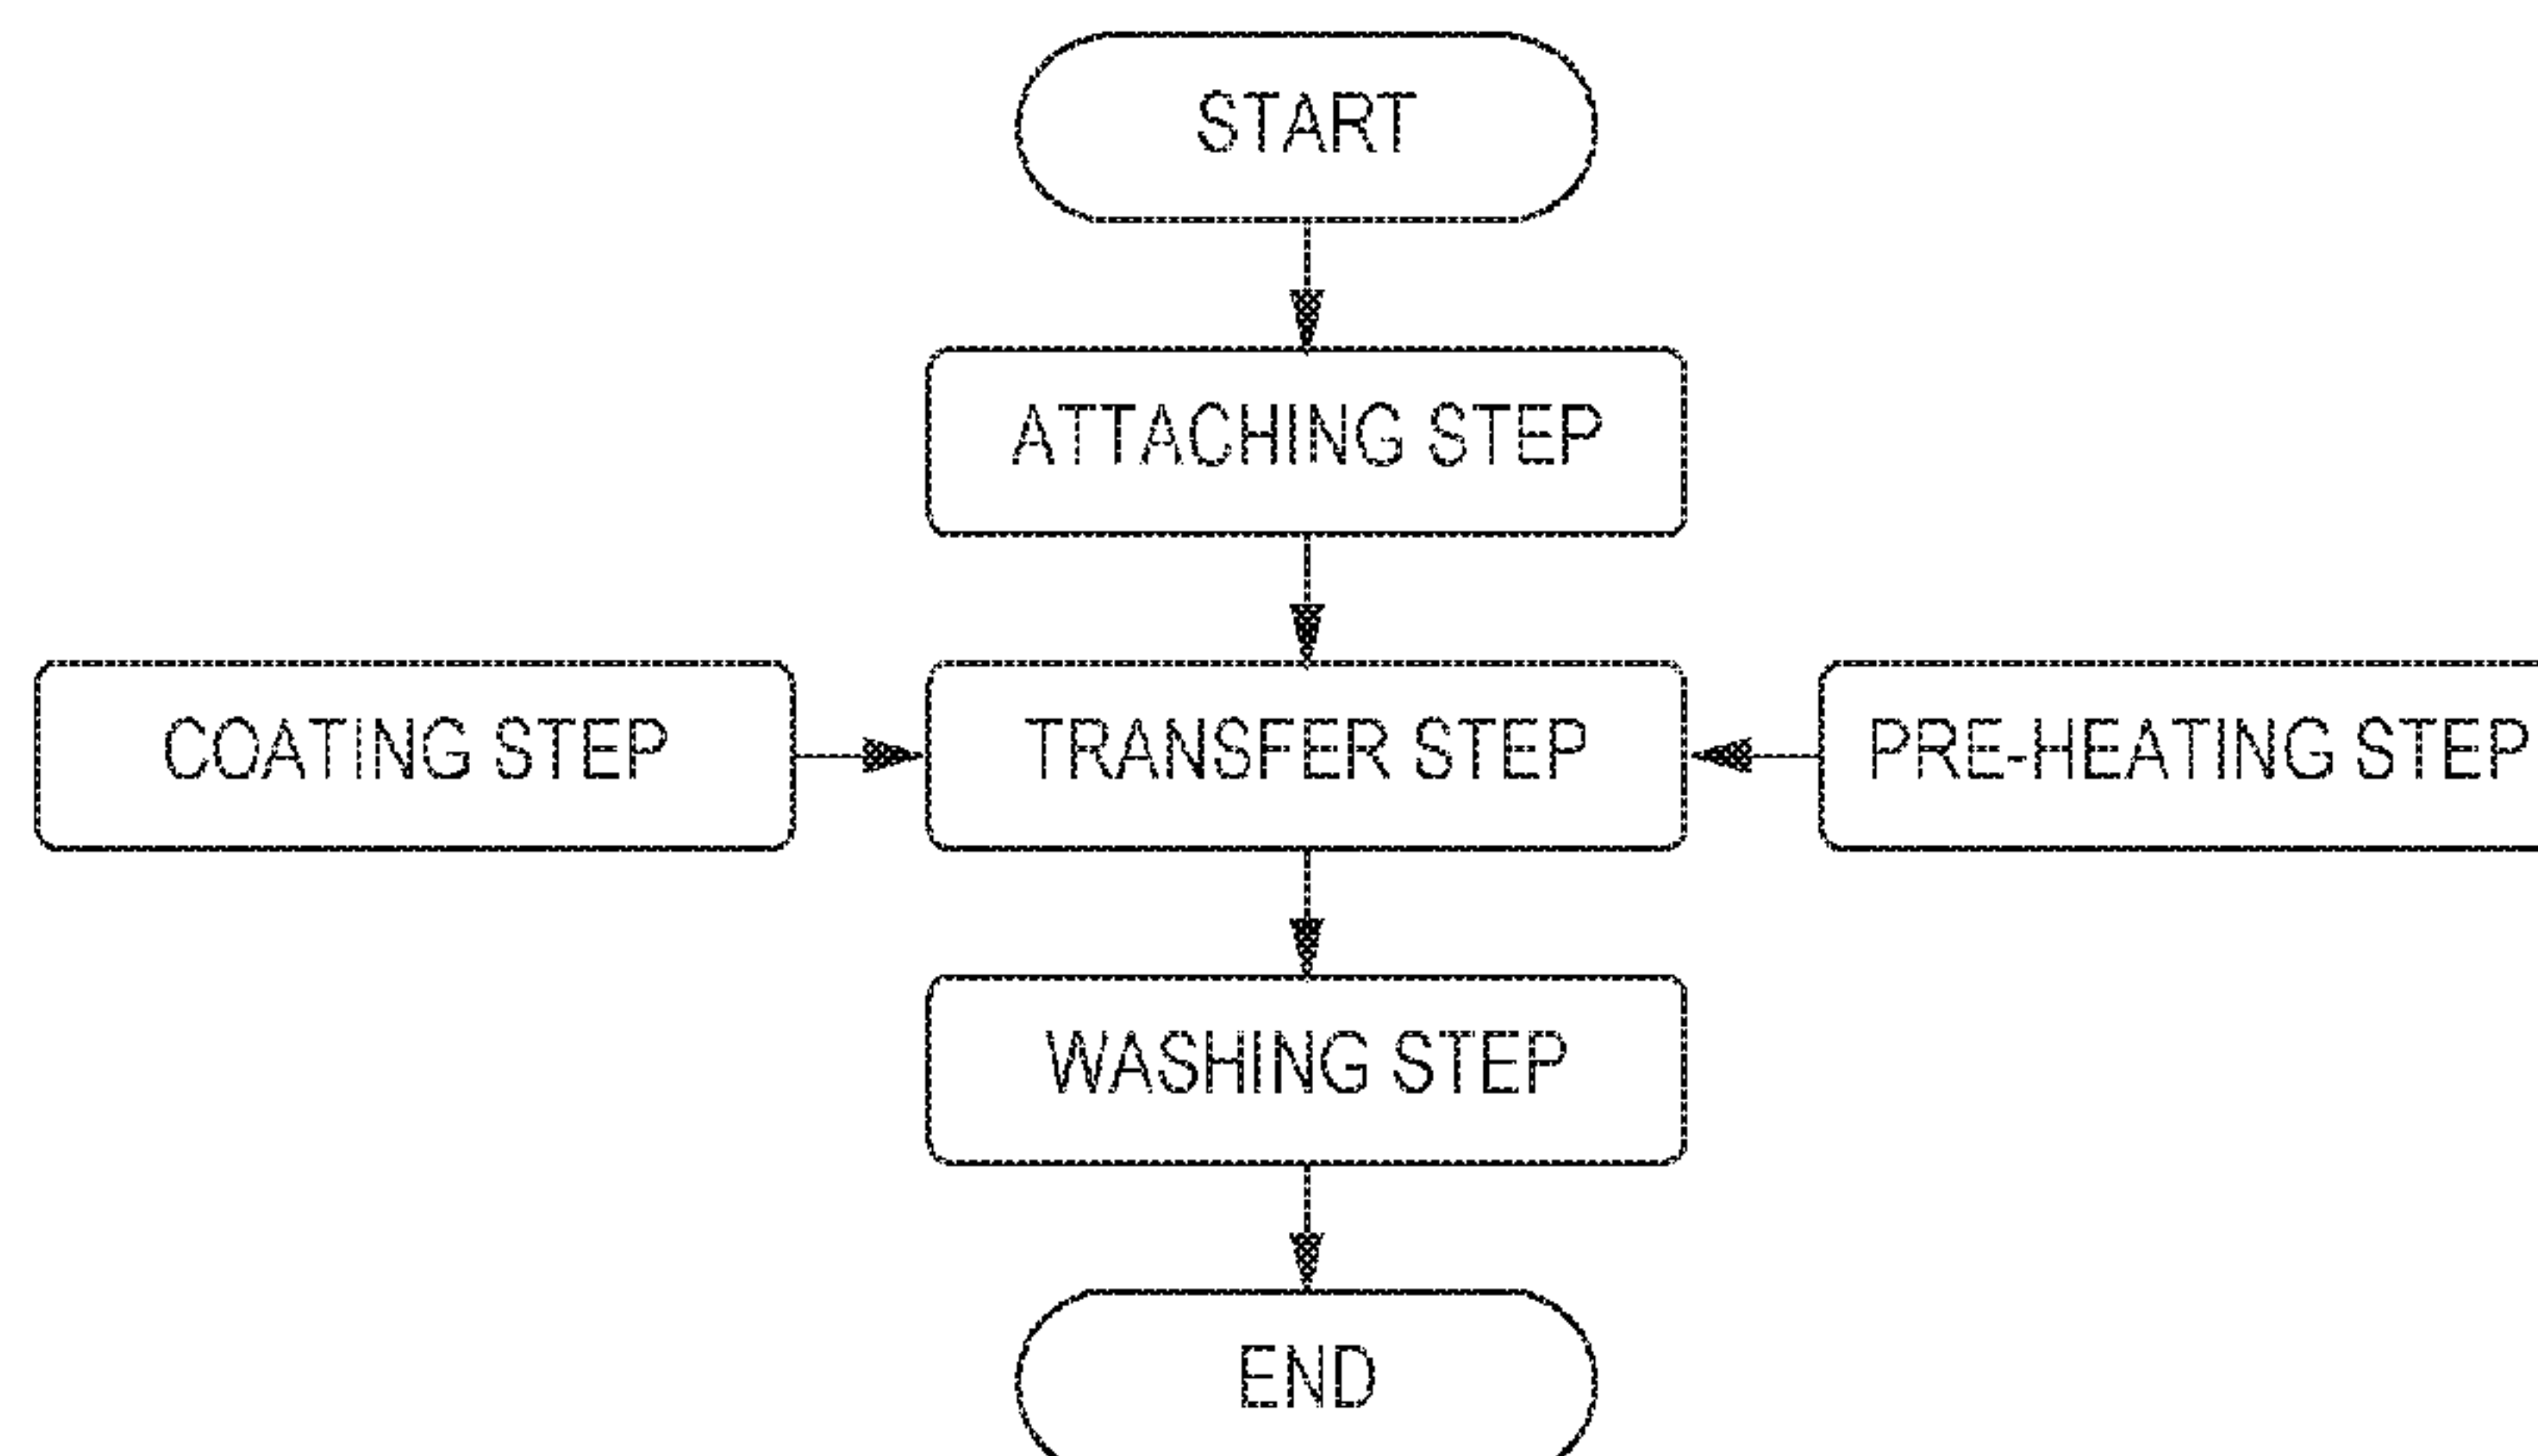 START
ATTACHING STEP
COATING STEP
TRANSFER STEP
PRE-HEATING STEP
WASHING STEP
END